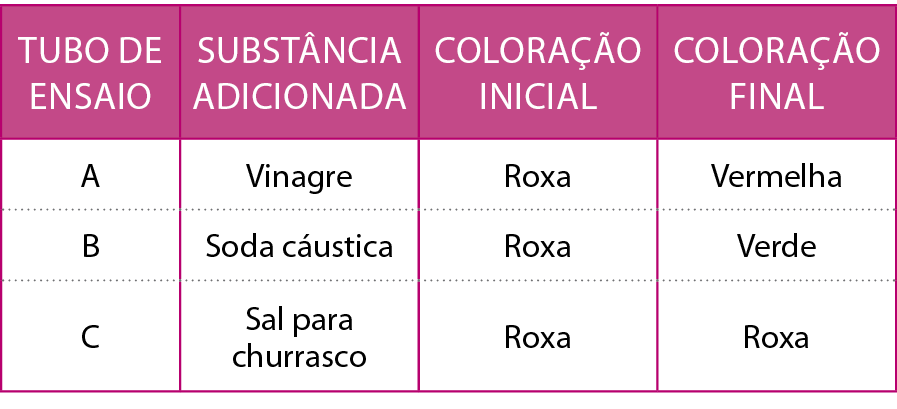 TUBO DE ENSAIO	SUBSTÂNCIA ADICIONADA	COLORAÇÃO INICIAL	COLORAÇÃO FINAL
A	Vinagre	Roxa	Vermelha
B	Soda cáustica	Roxa	Verde
C	Sal para churrasco	Roxa	Roxa